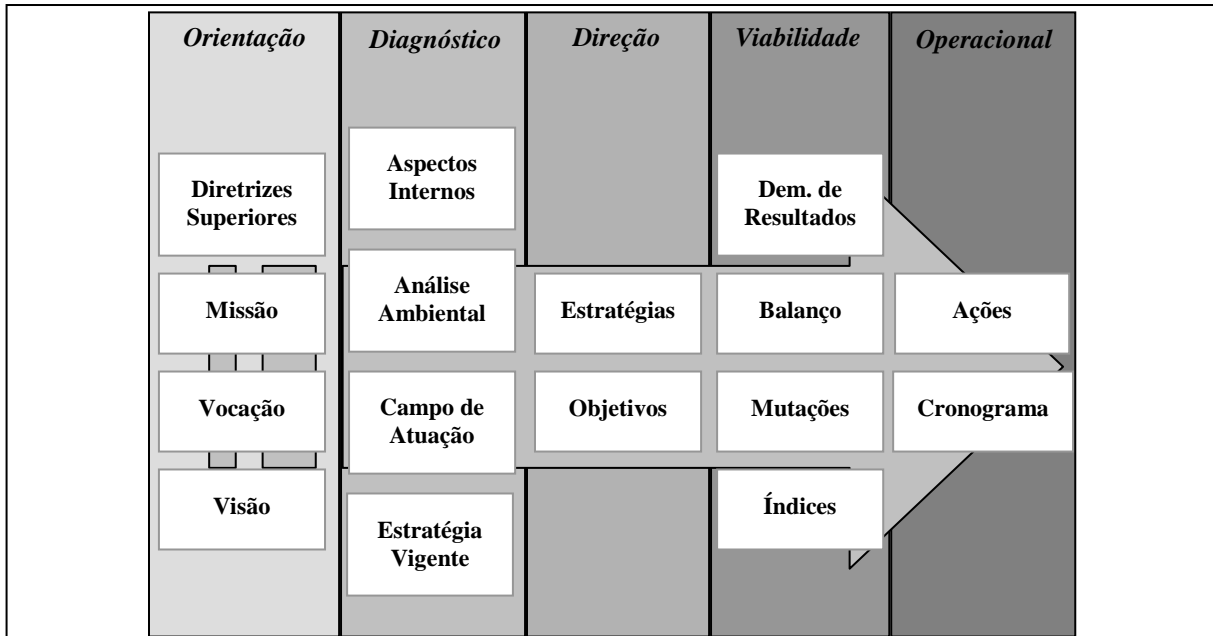 Orientação
Diagnóstico
Direção
Viabilidade
Operacional
Diretrizes
Superiores
Missão
Vocação
Visão
Aspectos
Internos
Análise
Ambiental
Campo de
Atuação
Estratégia
Vigente
Estratégias
Objetivos
Dem. de
Resultados
Balanço
Mutações
Índices
Ações
Cronograma